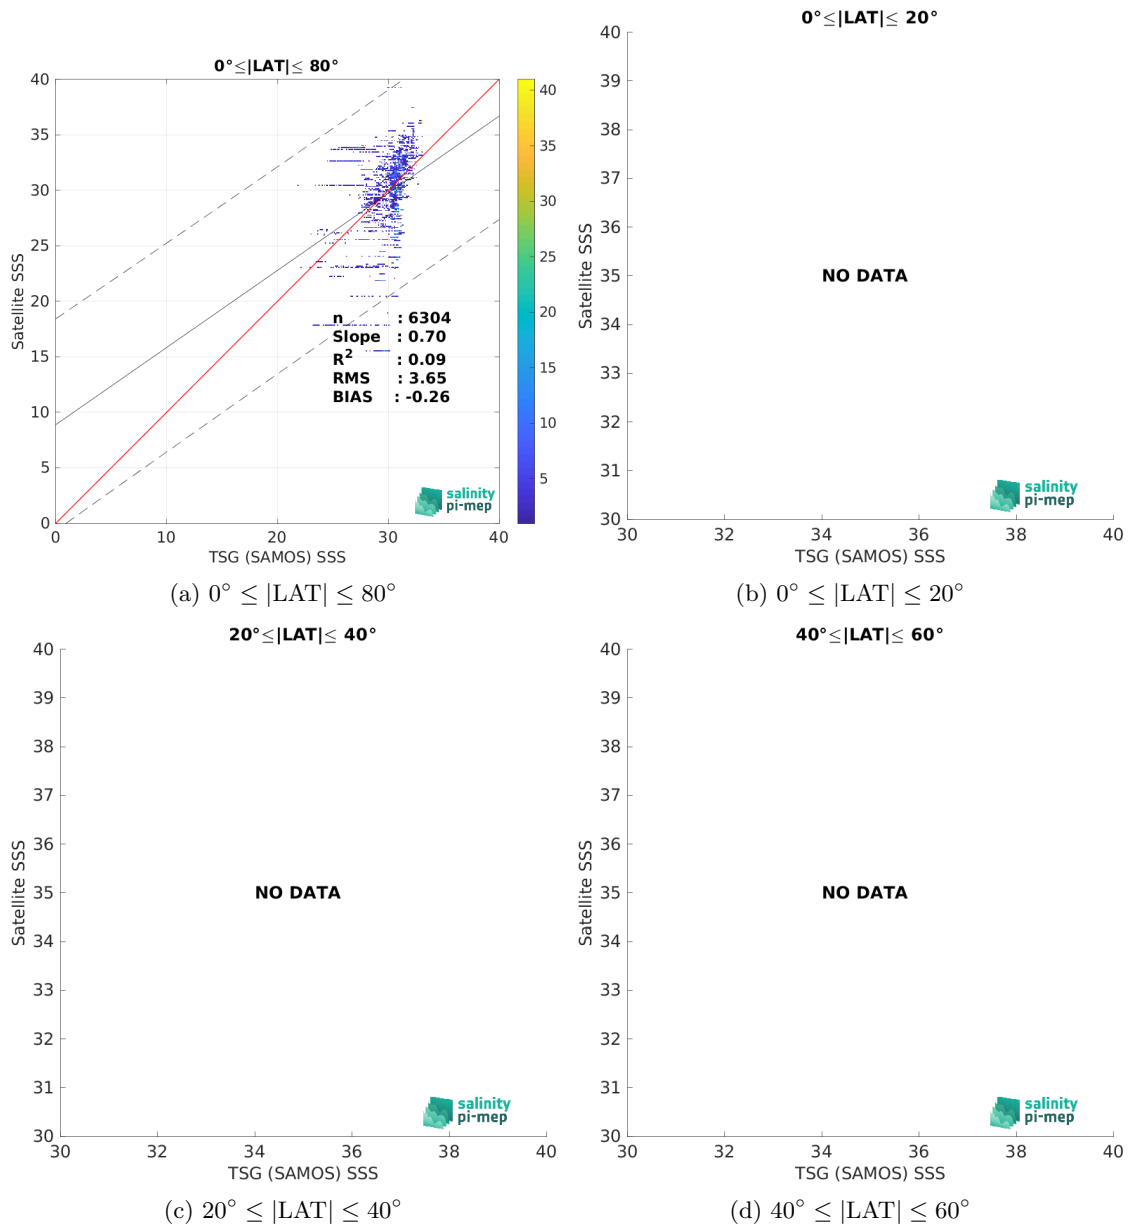 0°≤|LAT|≤ 80°
40
35
30
25
20
15
10
5
0
0 10 20 30 40
Satellite SSS
TSG (SAMOS) SSS
n : 6304
Slope : 0.70
R² : 0.09
RMS : 3.65
BIAS : -0.26
40
35
30
25
20
15
10
5
salinity
pi-mep
(a) 0° ≤ |LAT| ≤ 80°
0°≤|LAT|≤ 20°
40
39
38
37
36
35
34
33
32
31
30
30 32 34 36 38 40
Satellite SSS
NO DATA
TSG (SAMOS) SSS
salinity
pi-mep
(b) 0° ≤ |LAT| ≤ 20°
20°≤|LAT|≤ 40°
40
39
38
37
36
35
34
33
32
31
30
30 32 34 36 38 40
Satellite SSS
NO DATA
TSG (SAMOS) SSS
salinity
pi-mep
(c) 20° ≤ |LAT| ≤ 40°
40°≤|LAT|≤ 60°
40
39
38
37
36
35
34
33
32
31
30
30 32 34 36 38 40
Satellite SSS
NO DATA
TSG (SAMOS) SSS
salinity
pi-mep
(d) 40° ≤ |LAT| ≤ 60°